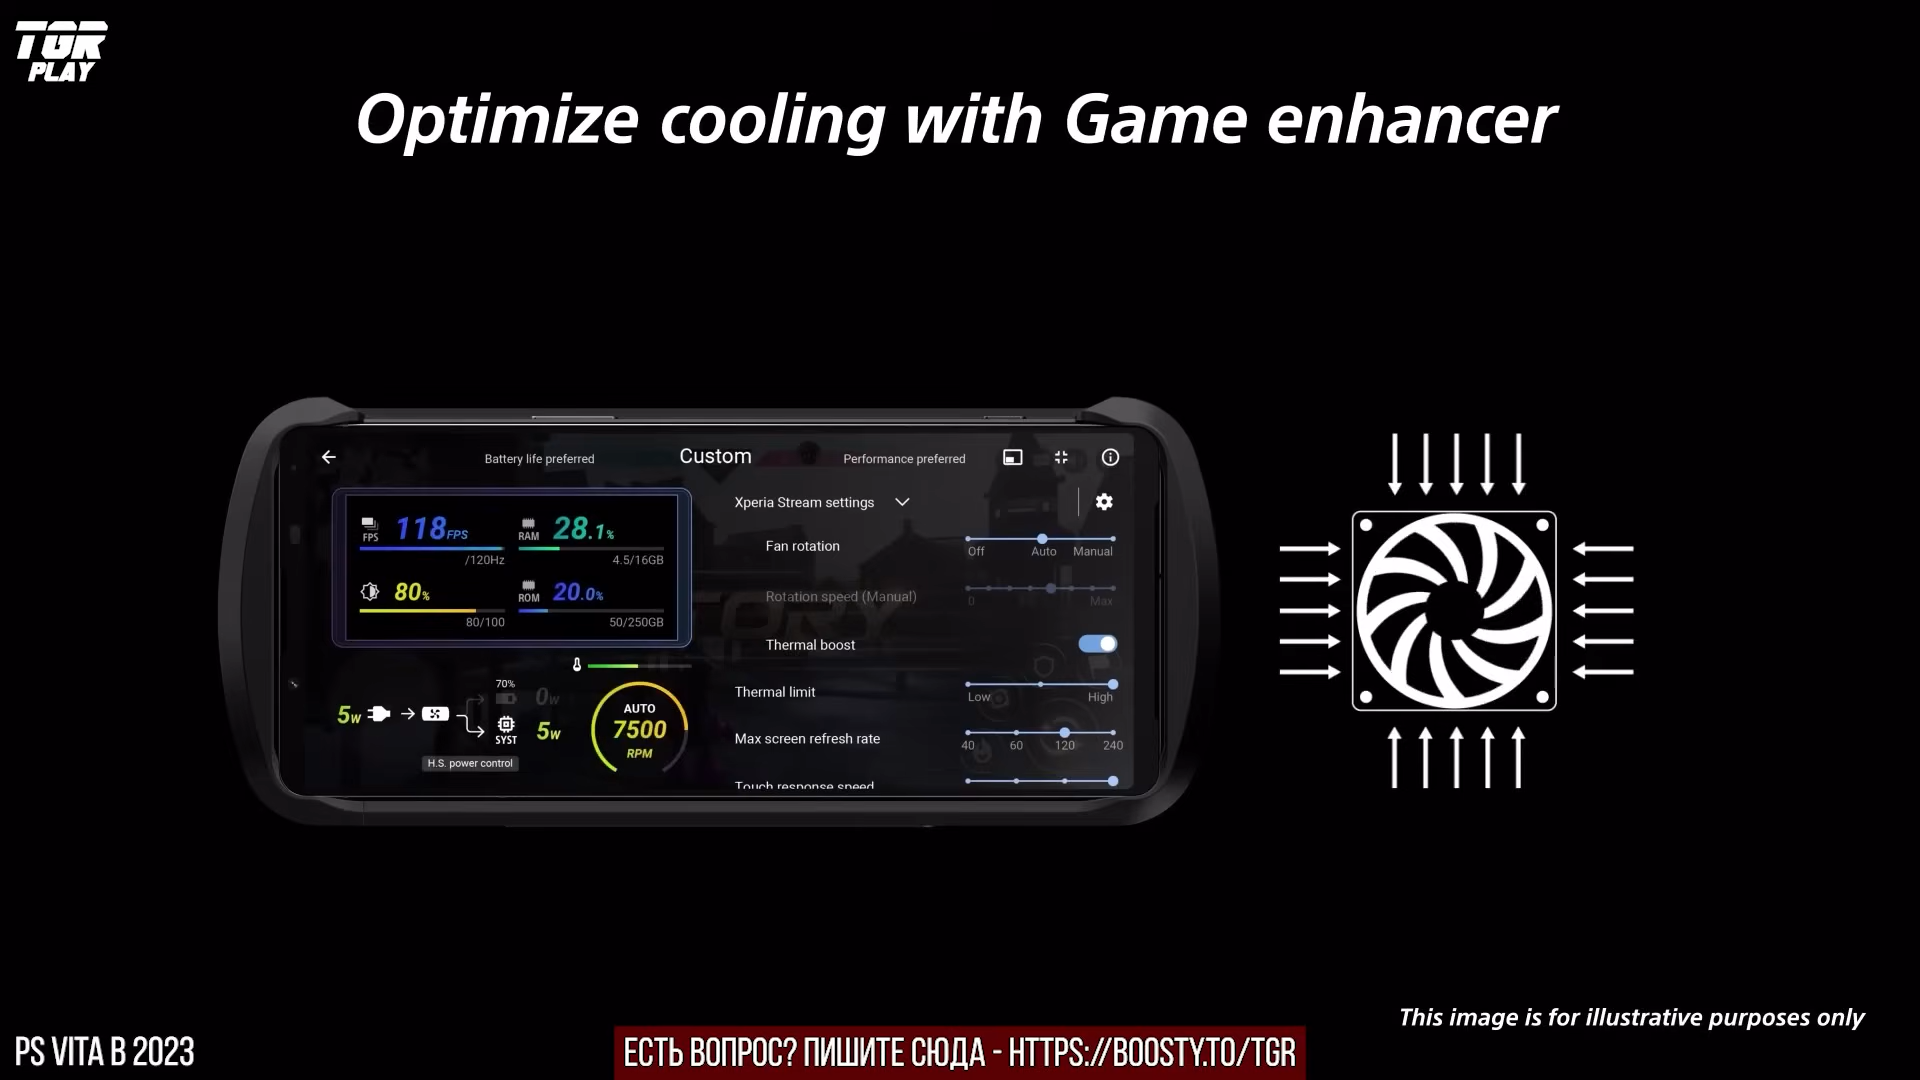 TGR
PLAY
Optimize cooling with Game enhancer
Battery life preferred
Custom
Performance preferred
Xperia Stream settings
FPS
118FPS
/120Hz
RAM
28.1%
4.5/16GB
80%
80/100
ROM
20.0%
50/250GB
Fan rotation
Off
Auto
Manual
Rotation speed (Manual)
0
Max
Thermal boost
Thermal limit
Low
High
Max screen refresh rate
40
60
120
240
Touch response speed
70%
0w
5w
SYST
5w
H.S. power control
AUTO
7500
RPM
This image is for illustrative purposes only
PS VITA В 2023
ЕСТЬ ВОПРОС? ПИШИТЕ СЮДА - HTTPS://BOOSTY.TO/TGR